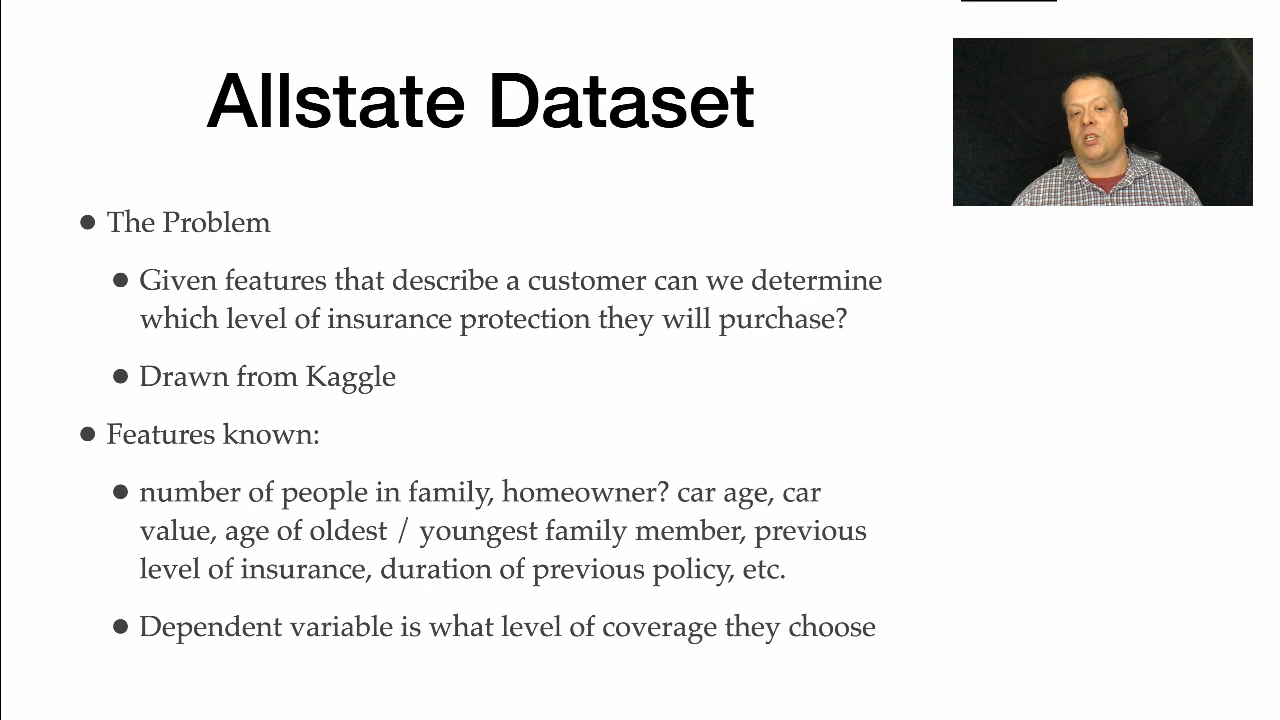 Allstate Dataset
• The Problem
• Given features that describe a customer can we determine
which level of insurance protection they will purchase?
• Drawn from Kaggle
• Features known:
• number of people in family, homeowner? car age, car
value, age of oldest / youngest family member, previous
level of insurance, duration of previous policy, etc.
• Dependent variable is what level of coverage they choose